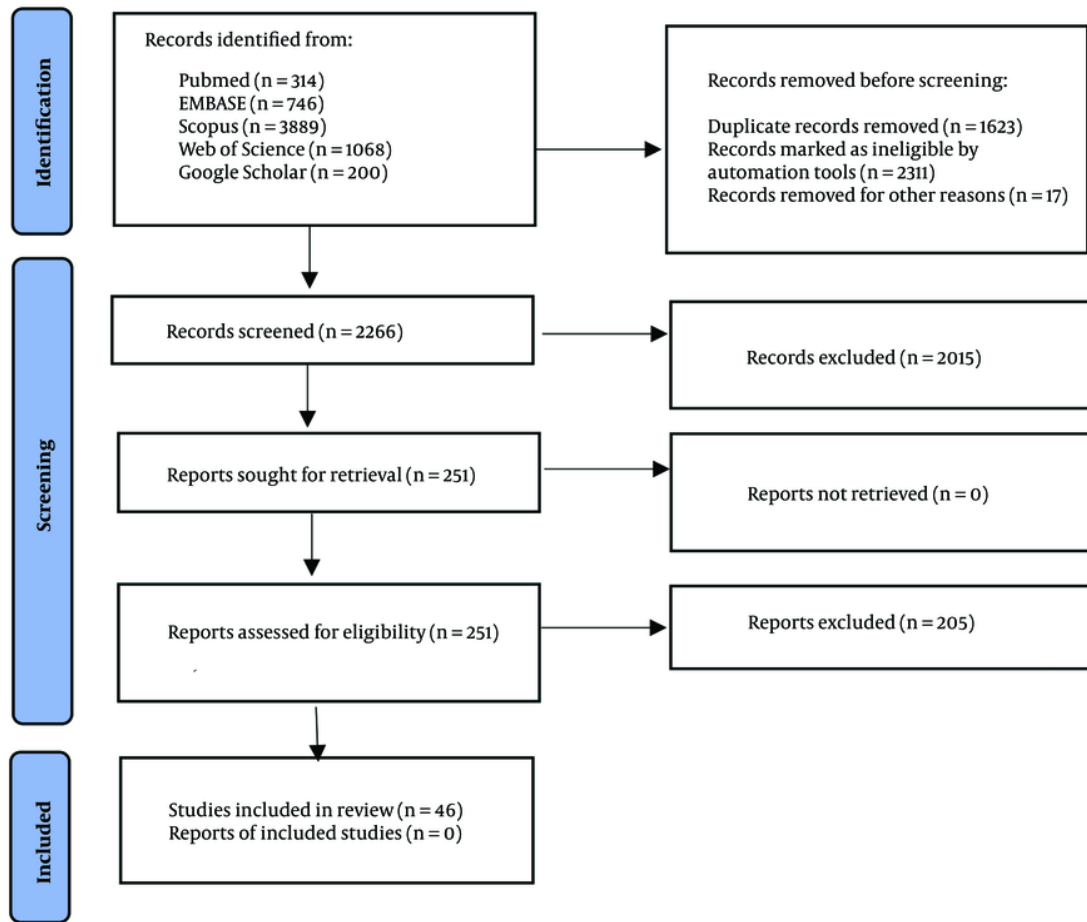 Identification
Records identified from:
Pubmed (n = 314)
EMBASE (n = 746)
Scopus (n = 3889)
Web of Science (n = 1068)
Google Scholar (n = 200)
Records removed before screening:
Duplicate records removed (n = 1623)
Records marked as ineligible by
automation tools (n = 2311)
Records removed for other reasons (n = 17)
Screening
Records screened (n = 2266)
Records excluded (n = 2015)
Reports sought for retrieval (n = 251)
Reports not retrieved (n = 0)
Reports assessed for eligibility (n = 251)
Reports excluded (n = 205)
Included
Studies included in review (n = 46)
Reports of included studies (n = 0)